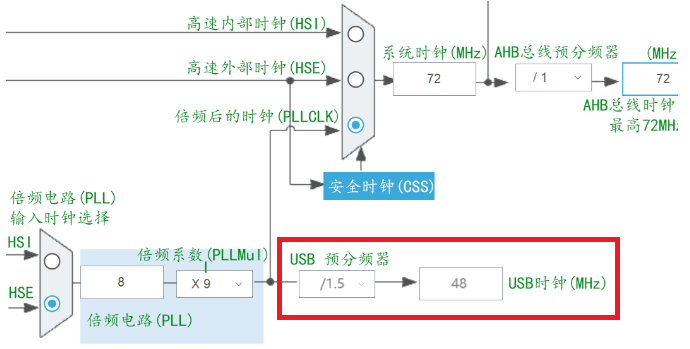 高速内部时钟(HSI)
高速外部时钟(HSE)
系统时钟(MHz)
AHB总线预分频器
(MHz
72
/ 1
72
倍频后的时钟(PLLCLK)
AHB总线时钟
最高72MHz
安全时钟(CSS)
倍频电路(PLL)
输入时钟选择
HSI
倍频系数(PLLMul)
USB 预分频器
HSE
8
X 9
/1.5
48
USB时钟(MHz)
倍频电路(PLL)